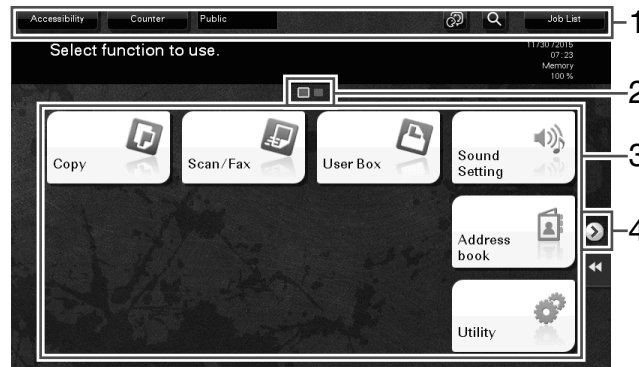 Accessibility Counter Public Job List
1
Select function to use.
11/30/2016
07:23
Memory
100 %
2
Copy Scan/Fax User Box Sound
Setting
3
4
Address
book
Utility